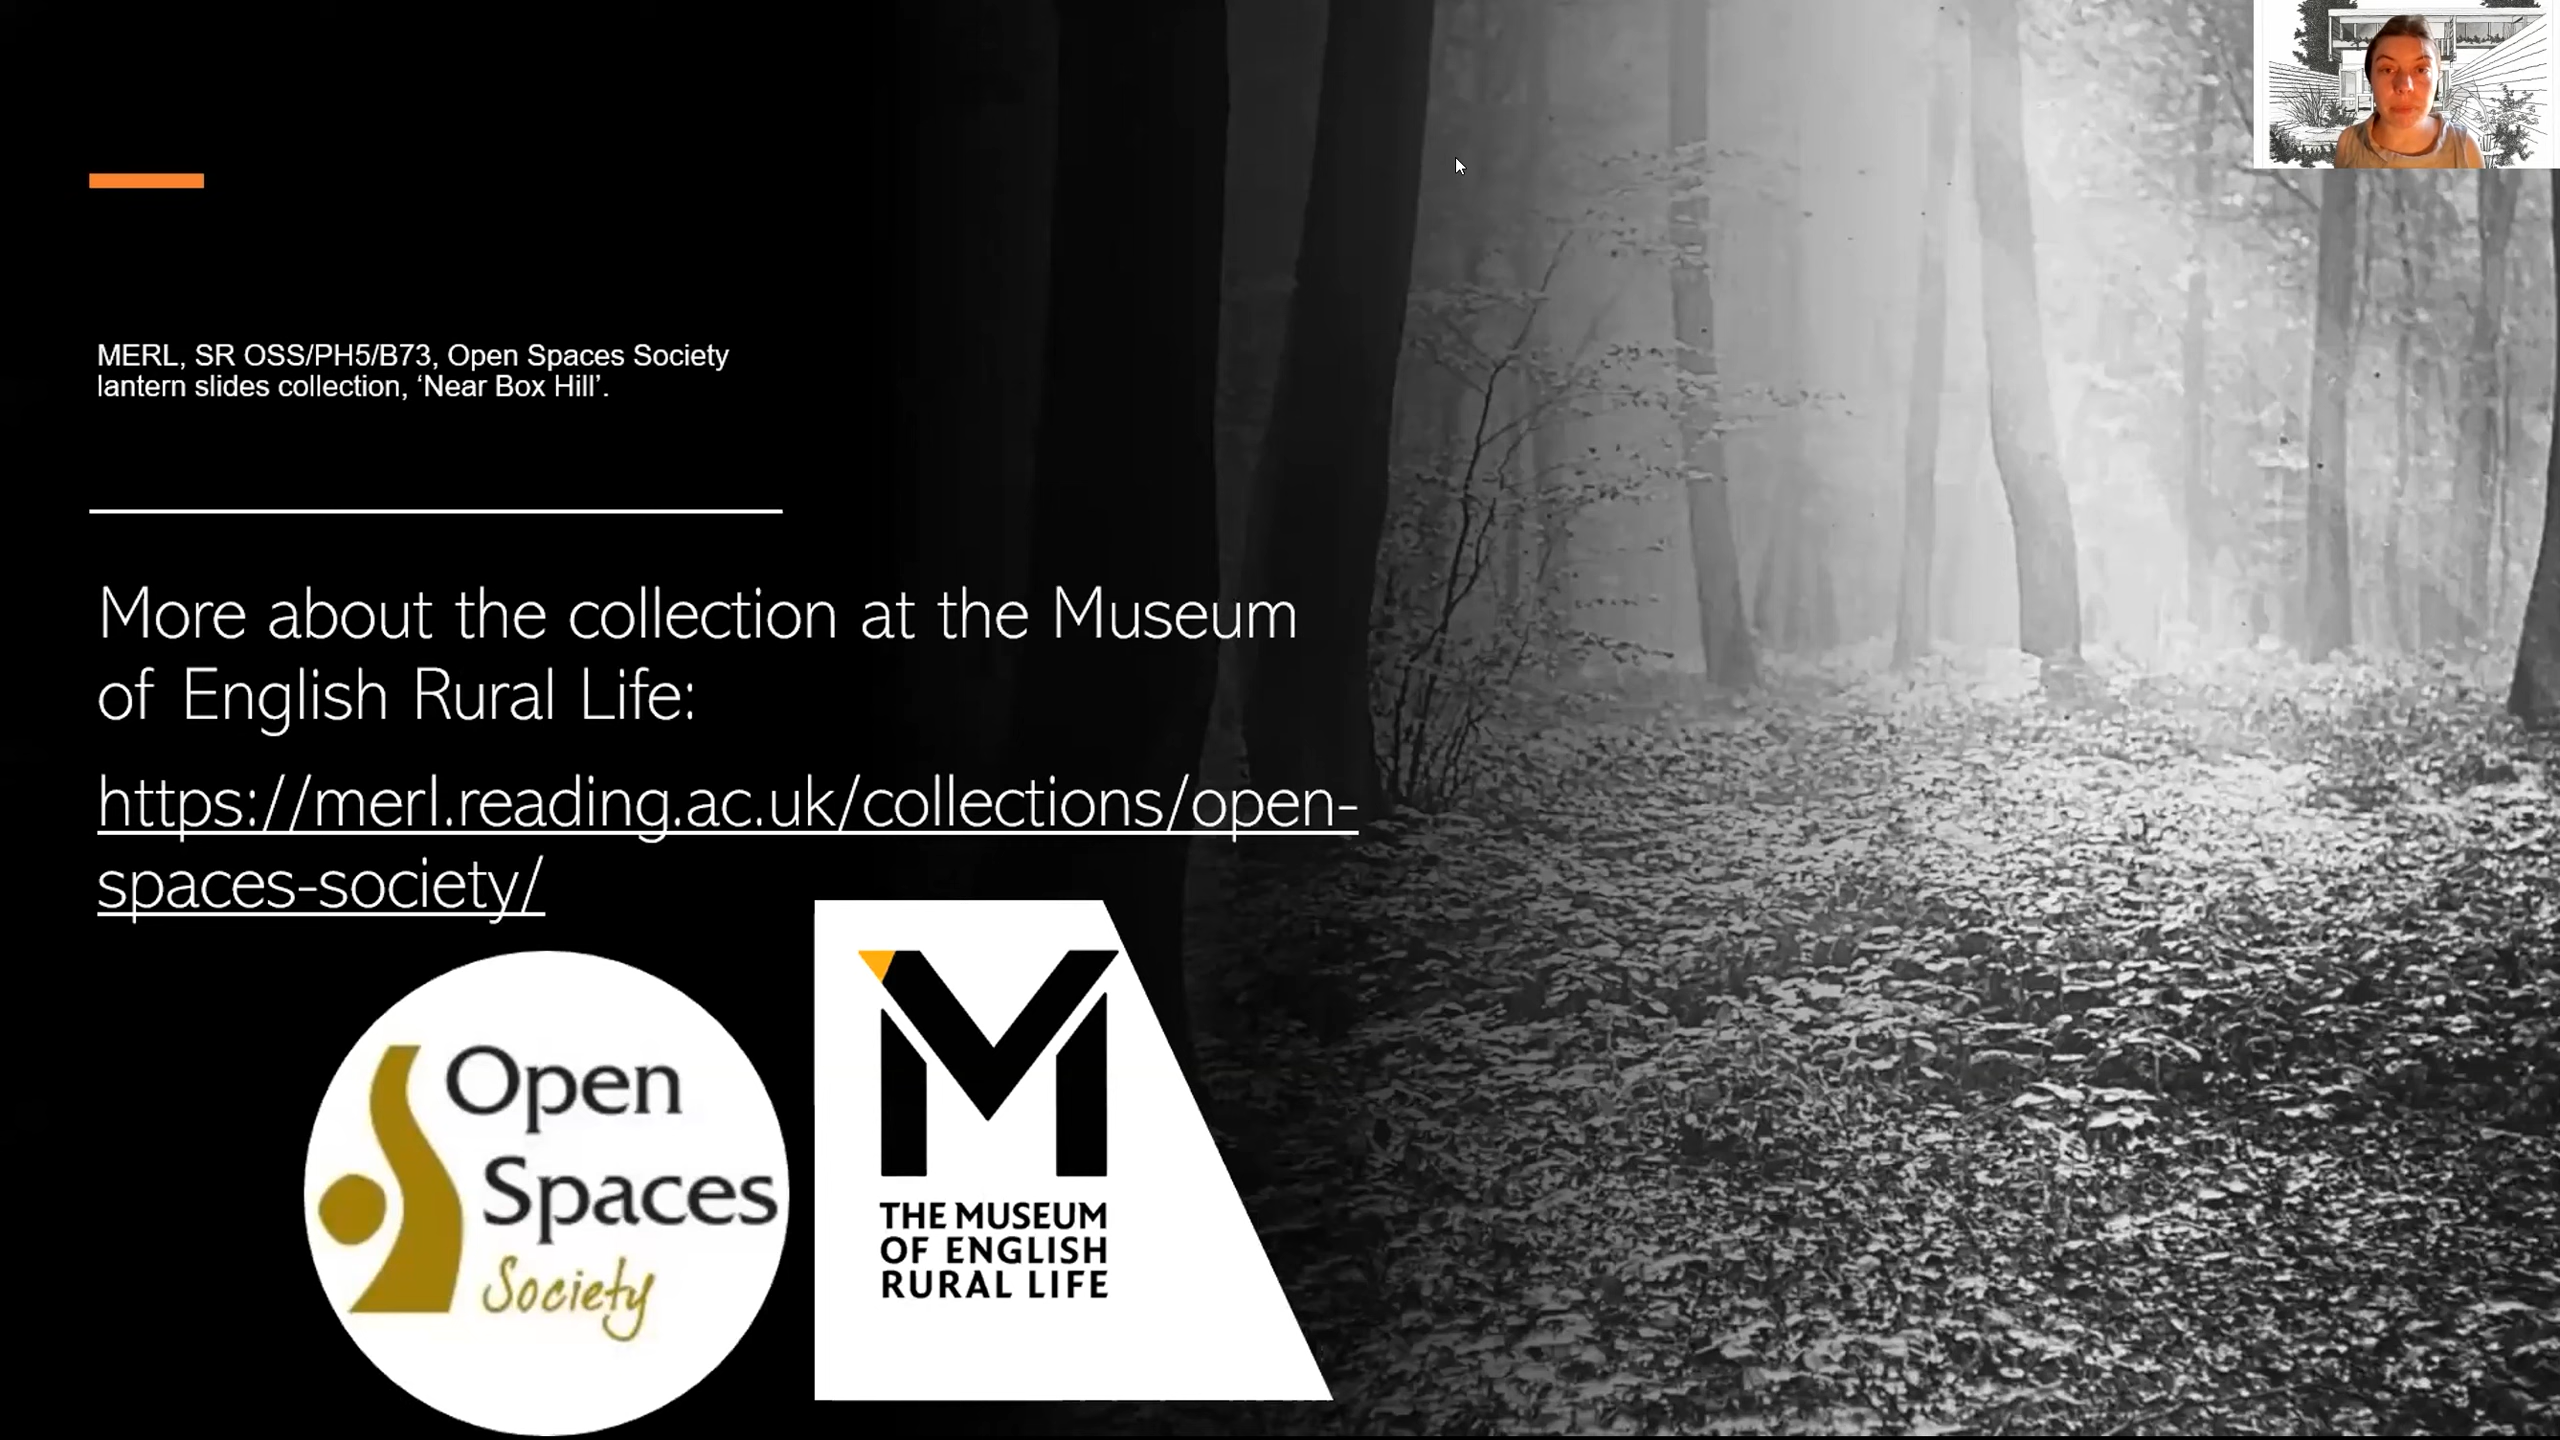 MERL, SR OSS/PH5/B73, Open Spaces Society
lantern slides collection, ‘Near Box Hill’.
More about the collection at the Museum
of English Rural Life:
https://merl.reading.ac.uk/collections/open-
spaces-society/
Open
Spaces
Society
THE MUSEUM
OF ENGLISH
RURAL LIFE